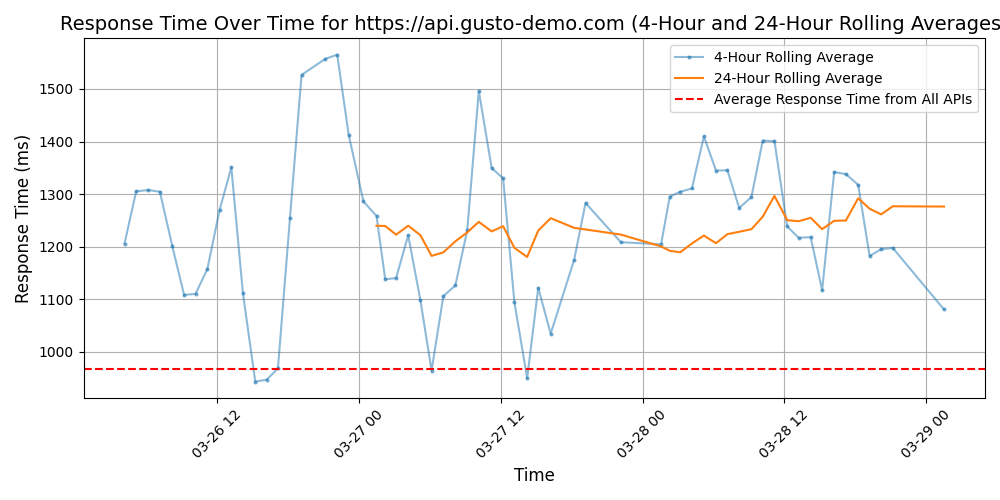 Response Time Over Time for https://api.gusto-demo.com (4-Hour and 24-Hour Rolling Averages
4-Hour Rolling Average
24-Hour Rolling Average
Average Response Time from All APIs
Response Time (ms)
1500
1400
1300
1200
1100
1000
03-26 12
03-27 00
03-27 12
03-28 00
03-28 12
03-29 00
Time